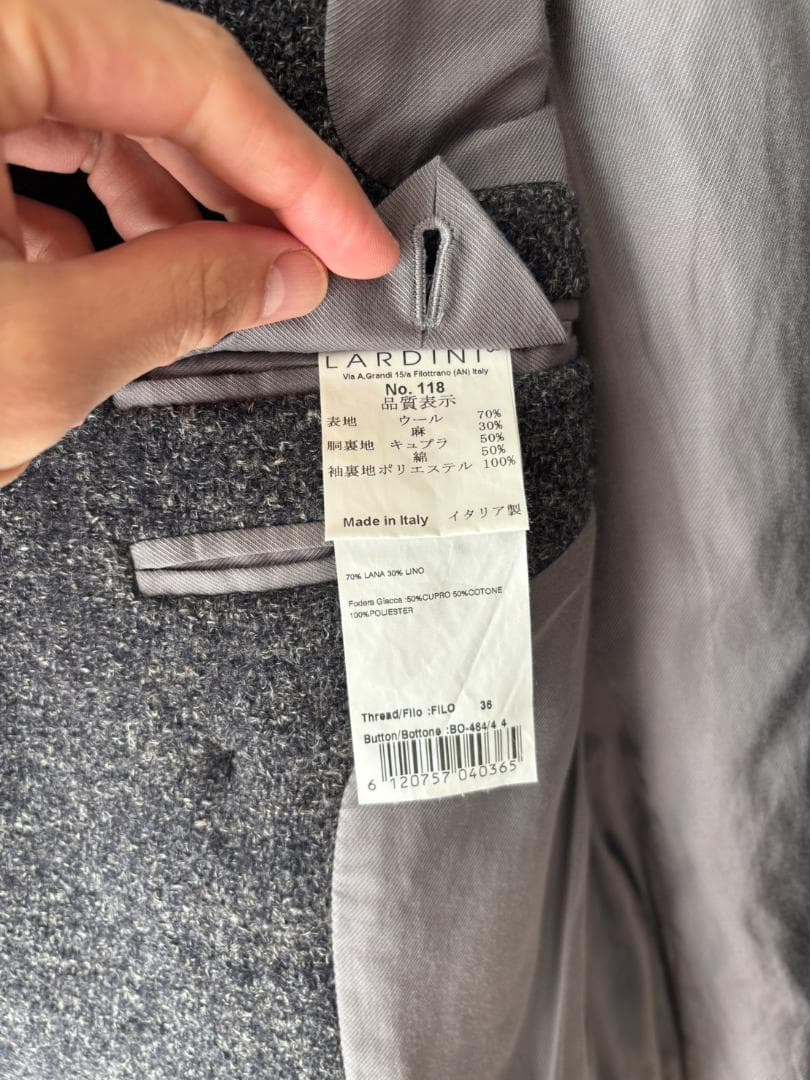 LARDINI
Via A.Grandi 15/a Filottrano (AN) Italy
No. 118
品質表示
表地 ウール 70%
麻 30%
胴裏地 キュプラ 50%
綿 50%
袖裏地ポリエステル 100%
Made in Italy イタリア製
70% LANA 30% LINO
Fodera Giacca :50%CUPRO 50%COTONE
100%POLIESTER
Thread/Filo :FILO 36
Button/Bottone :BO-464/4 4
6 120757 040365